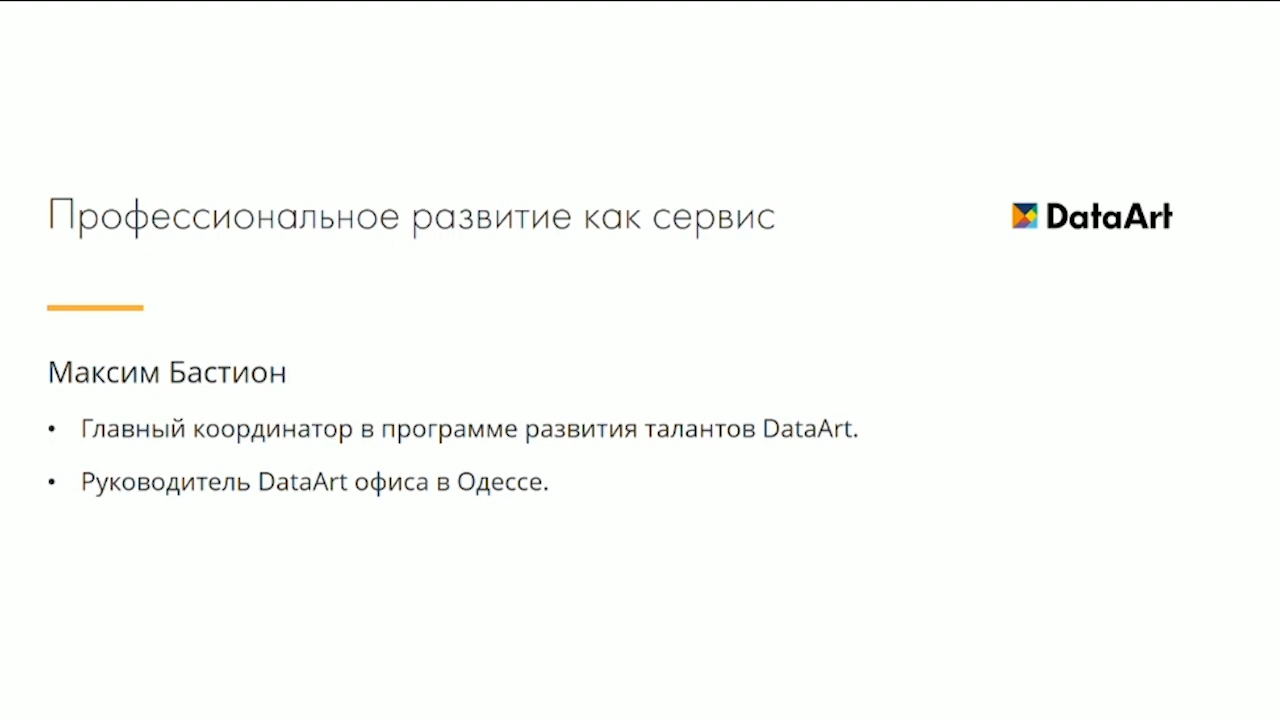 Профессиональное развитие как сервис
DataArt
Максим Бастион
• Главный координатор в программе развития талантов DataArt.
• Руководитель DataArt офиса в Одессе.